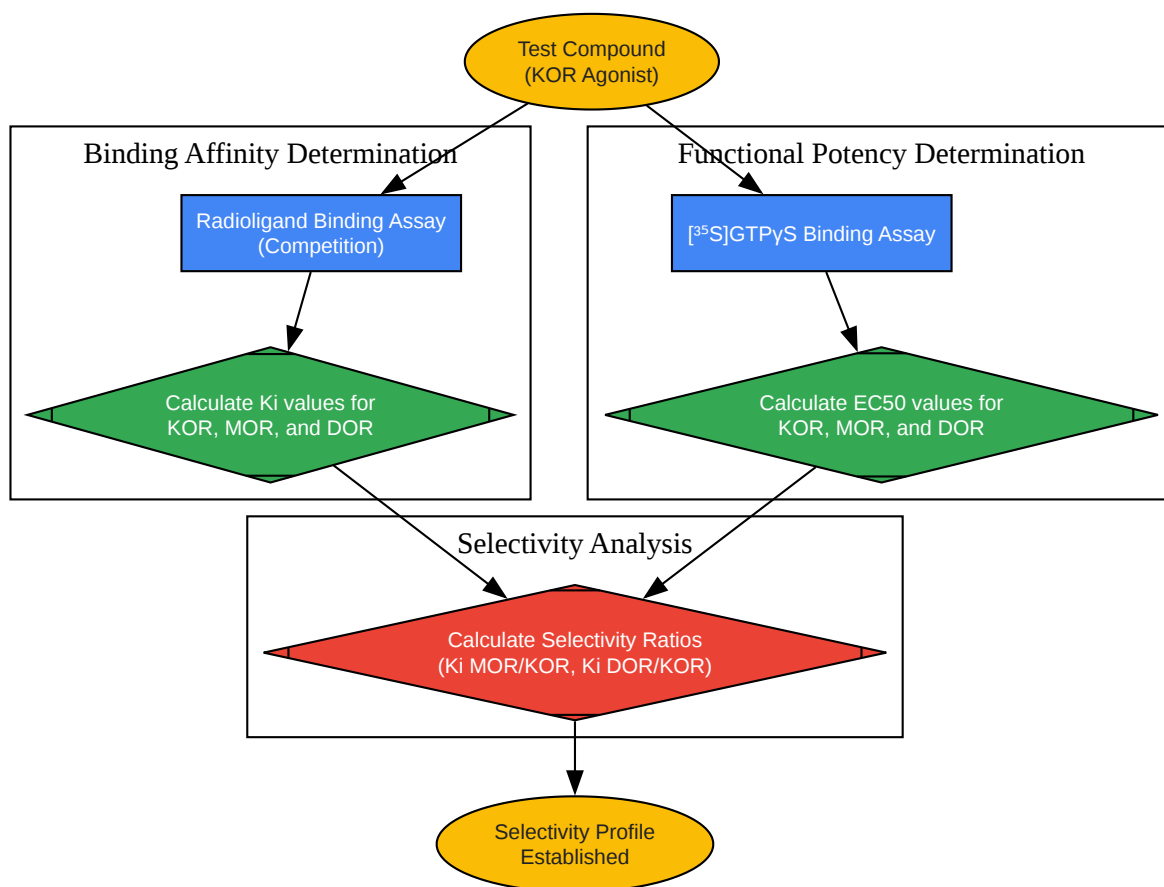 Test Compound
(KOR Agonist)
Binding Affinity Determination
Functional Potency Determination
Radioligand Binding Assay
(Competition)
[³⁵S]GTPγS Binding Assay
Calculate Ki values for
KOR, MOR, and DOR
Calculate EC50 values for
KOR, MOR, and DOR
Selectivity Analysis
Calculate Selectivity Ratios
(Ki MOR/KOR, Ki DOR/KOR)
Selectivity Profile
Established